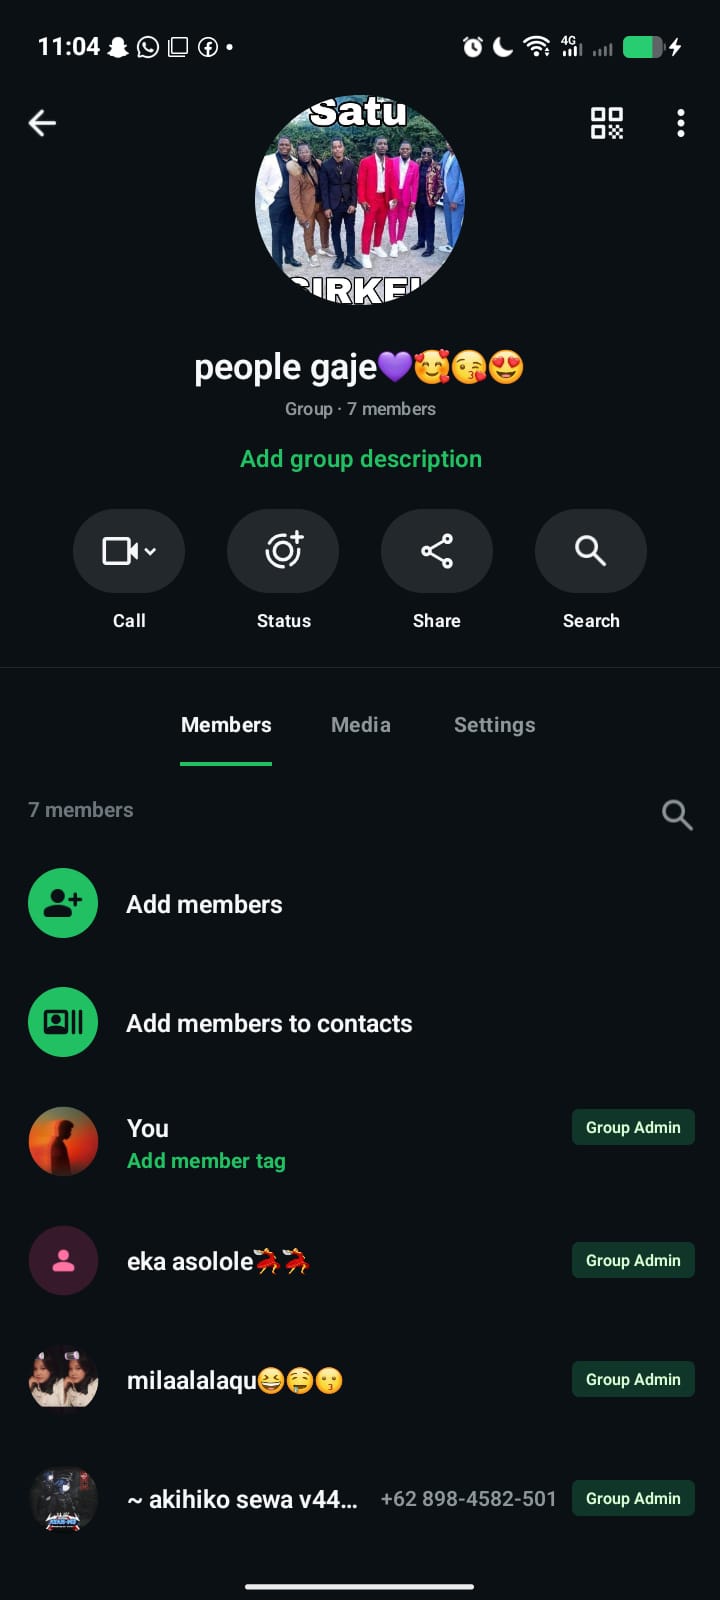 11:04
4G
Satu
SIRKEL
people gaje💜🥰😘😍
Group · 7 members
Add group description
Call
Status
Share
Search
Members
Media
Settings
7 members
Add members
Add members to contacts
You
Group Admin
Add member tag
eka asolole💃💃
Group Admin
milaalalaqu😆🤤😗
Group Admin
~ akihiko sewa v44... +62 898-4582-501
Group Admin